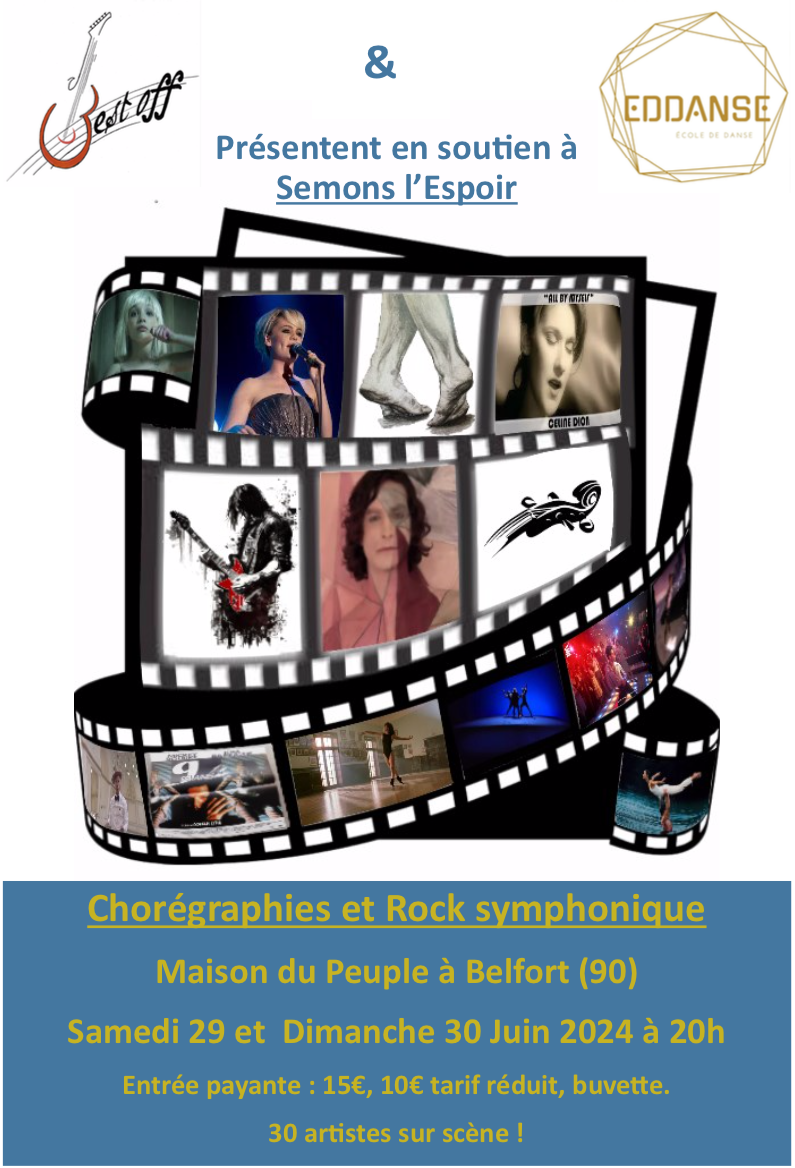 Best off
&
EDDANSE
ÉCOLE DE DANSE
Présentent en soutien à
Semons l’Espoir
"ALL BY MYSELF"
CELINE DION
9
Chorégraphies et Rock symphonique
Maison du Peuple à Belfort (90)
Samedi 29 et Dimanche 30 Juin 2024 à 20h
Entrée payante : 15€, 10€ tarif réduit, buvette.
30 artistes sur scène !